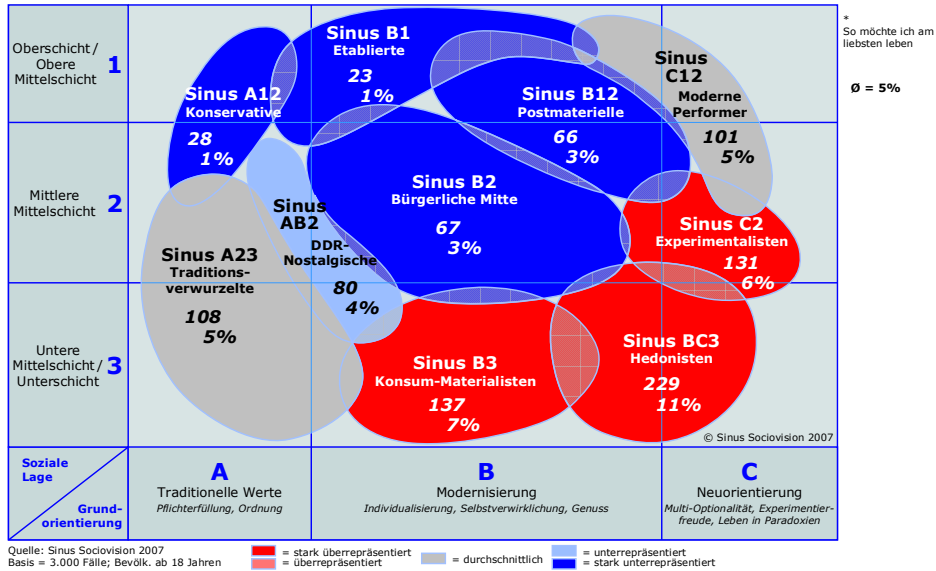 Oberschicht /
Obere
Mittelschicht
1
Mittlere
Mittelschicht
2
Untere
Mittelschicht /
Unterschicht
3
Sinus B1
Etablierte
23
1%
Sinus A12
Konservative
28
1%
Sinus B12
Postmaterielle
66
3%
Sinus
C12
Moderne
Performer
101
5%
Sinus B2
Bürgerliche Mitte
67
3%
Sinus
AB2
DDR-
Nostalgische
80
4%
Sinus A23
Traditions-
verwurzelte
108
5%
Sinus C2
Experimentalisten
131
6%
Sinus B3
Konsum-Materialisten
137
7%
Sinus BC3
Hedonisten
229
11%
© Sinus Sociovision 2007
*
So möchte ich am
liebsten leben
Ø = 5%
Soziale
Lage
Grund-
orientierung
A
Traditionelle Werte
Pflichterfüllung, Ordnung
B
Modernisierung
Individualisierung, Selbstverwirklichung, Genuss
C
Neuorientierung
Multi-Optionalität, Experimentier-
freude, Leben in Paradoxien
Quelle: Sinus Sociovision 2007
Basis = 3.000 Fälle; Bevölk. ab 18 Jahren
= stark überrepräsentiert
= überrepräsentiert
= durchschnittlich
= unterrepräsentiert
= stark unterrepräsentiert